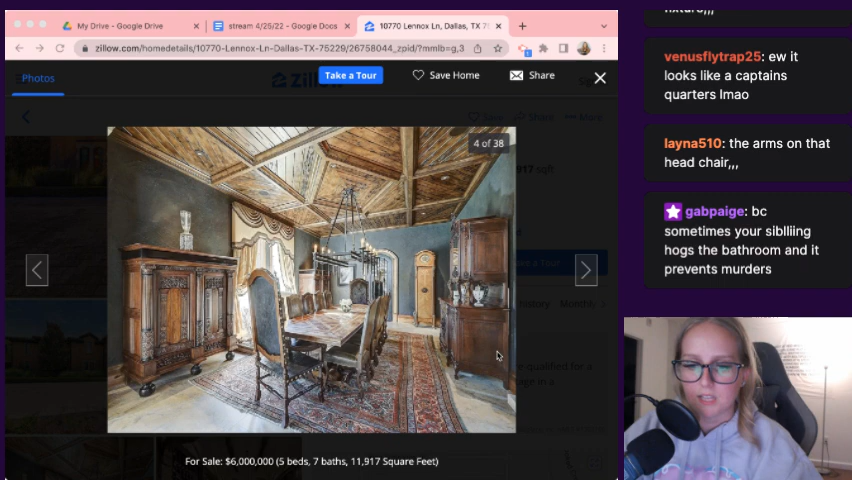 My Drive - Google Drive
stream 4/25/22 - Google Docs
10770 Lennox Ln, Dallas, TX 75
zillow.com/homedetails/10770-Lennox-Ln-Dallas-TX-75229/26758044_zpid/?mmlb=g,3
Photos
Zillow
Take a Tour
Save Home
Share
4 of 38
For Sale: $6,000,000 (5 beds, 7 baths, 11,917 Square Feet)
venusflytrap25: ew it
looks like a captains
quarters lmao
layna510: the arms on that
head chair,,,
gabpaige: bc
sometimes your siblliing
hogs the bathroom and it
prevents murders